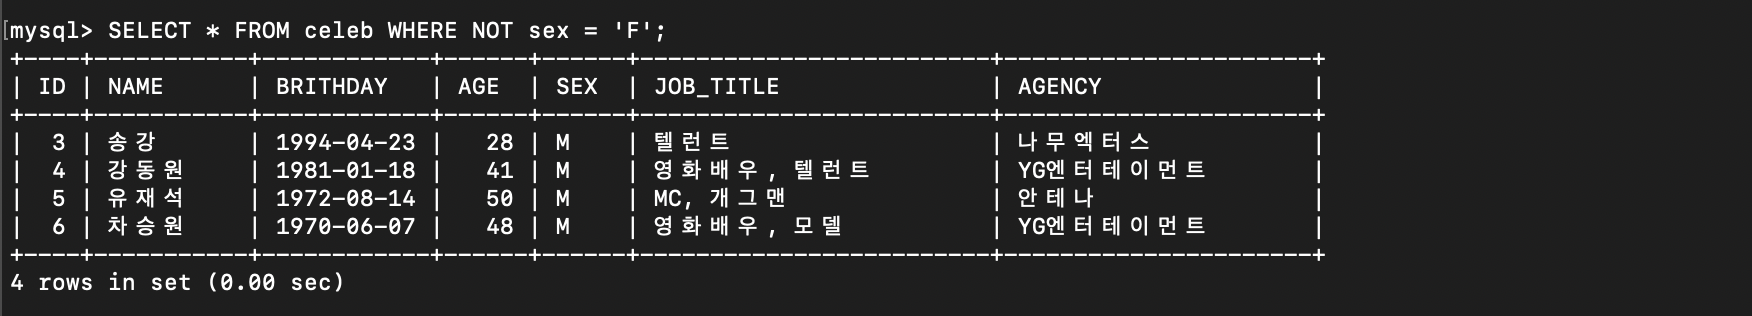 mysql> SELECT * FROM celeb WHERE NOT sex = 'F';
+----+-----------+------------+------+------+-------------------------+----------------------+
| ID | NAME | BRITHDAY | AGE | SEX | JOB_TITLE | AGENCY |
+----+-----------+------------+------+------+-------------------------+----------------------+
| 3 | 송강 | 1994-04-23 | 28 | M | 텔런트 | 나무엑터스 |
| 4 | 강동원 | 1981-01-18 | 41 | M | 영화배우, 텔런트 | YG엔터테이먼트 |
| 5 | 유재석 | 1972-08-14 | 50 | M | MC, 개그맨 | 안테나 |
| 6 | 차승원 | 1970-06-07 | 48 | M | 영화배우, 모델 | YG엔터테이먼트 |
+----+-----------+------------+------+------+-------------------------+----------------------+
4 rows in set (0.00 sec)